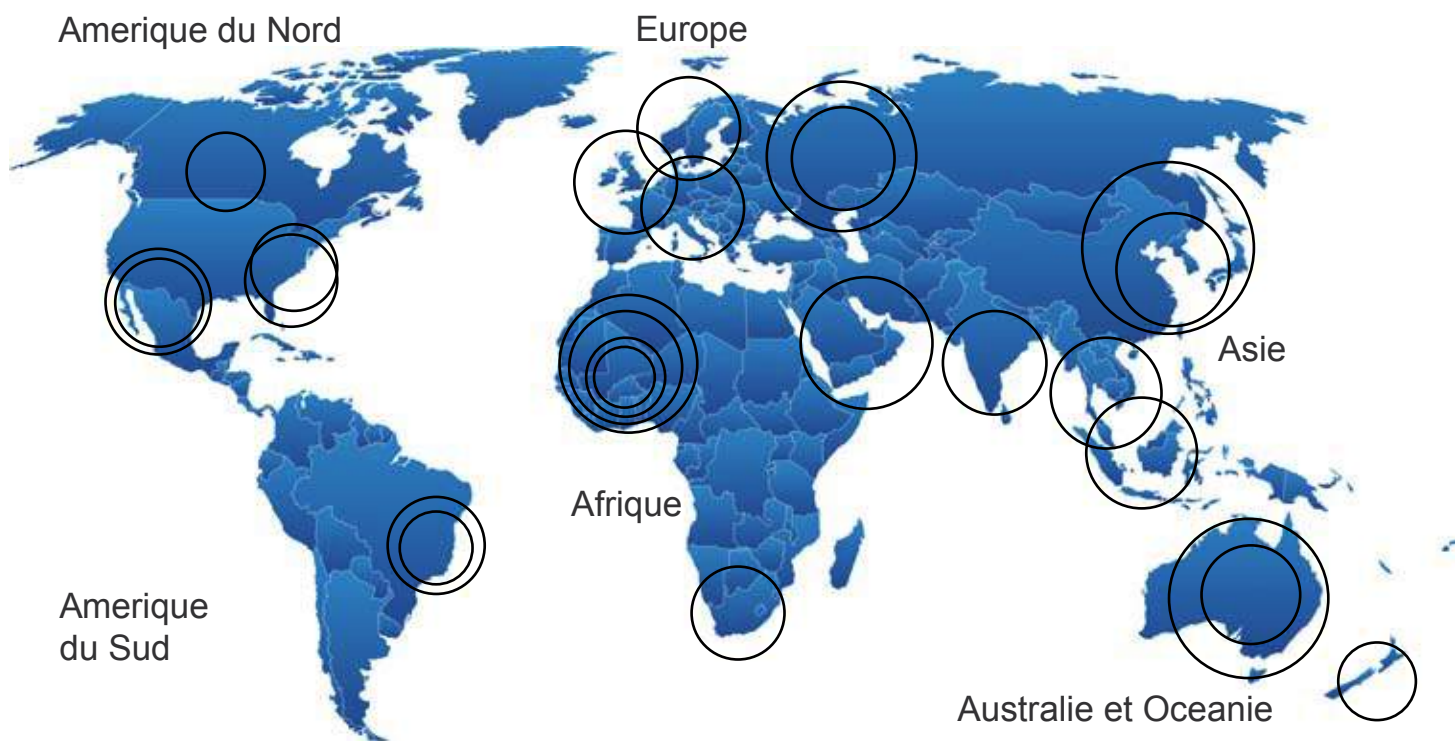 Amerique du Nord
Europe
Asie
Afrique
Amerique
du Sud
Australie et Oceanie